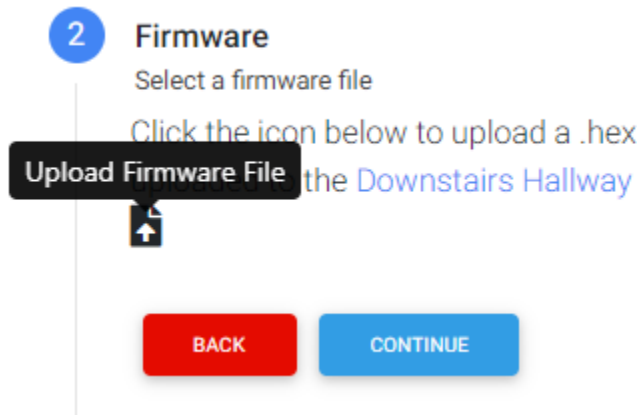 2
Firmware
Select a firmware file
Click the icon below to upload a .hex
Upload Firmware File
uploaded to the Downstairs Hallway
BACK
CONTINUE